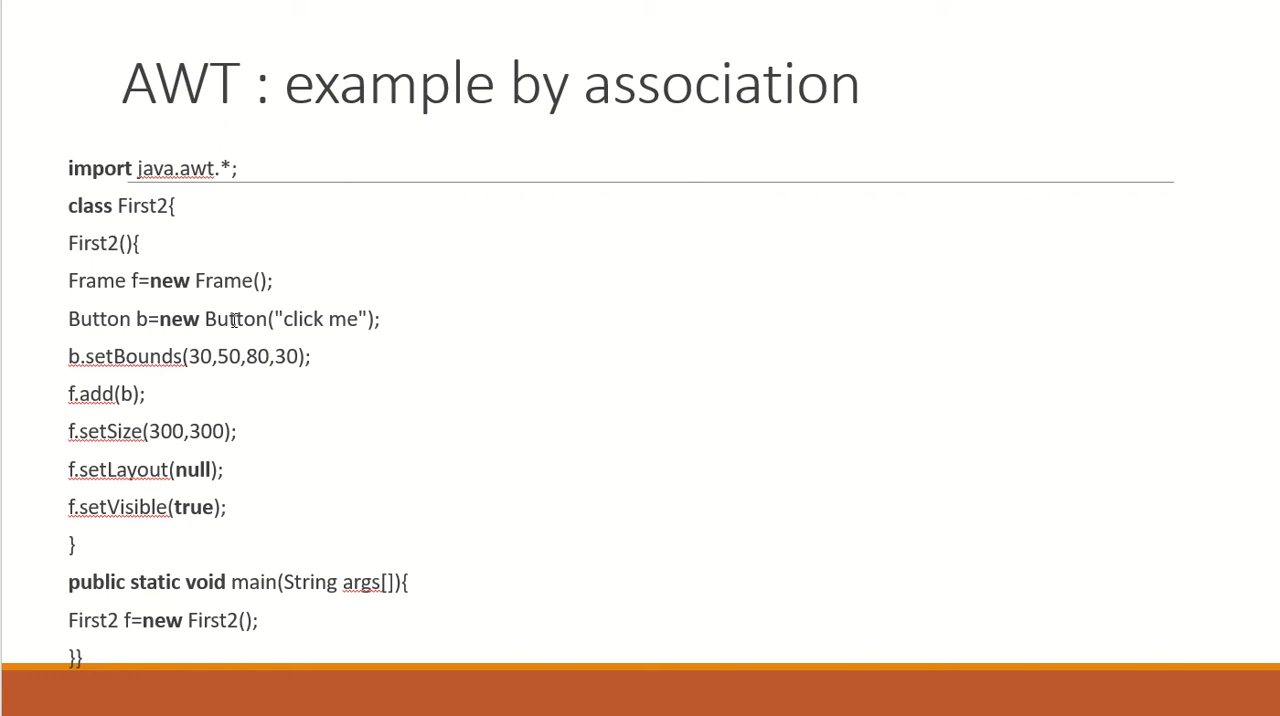 AWT : example by association
import java.awt.*;
class First2{
First2(){
Frame f=new Frame();
Button b=new Button("click me");
b.setBounds(30,50,80,30);
f.add(b);
f.setSize(300,300);
f.setLayout(null);
f.setVisible(true);
}
public static void main(String args[]){
First2 f=new First2();
}}